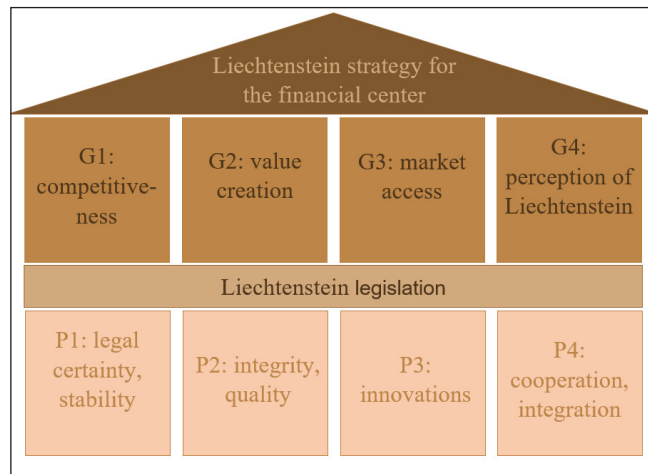 Liechtenstein strategy for
the financial center
G1:
competitive-
ness
G2: value
creation
G3: market
access
G4:
perception of
Liechtenstein
Liechtenstein legislation
P1: legal
certainty,
stability
P2: integrity,
quality
P3:
innovations
P4:
cooperation,
integration